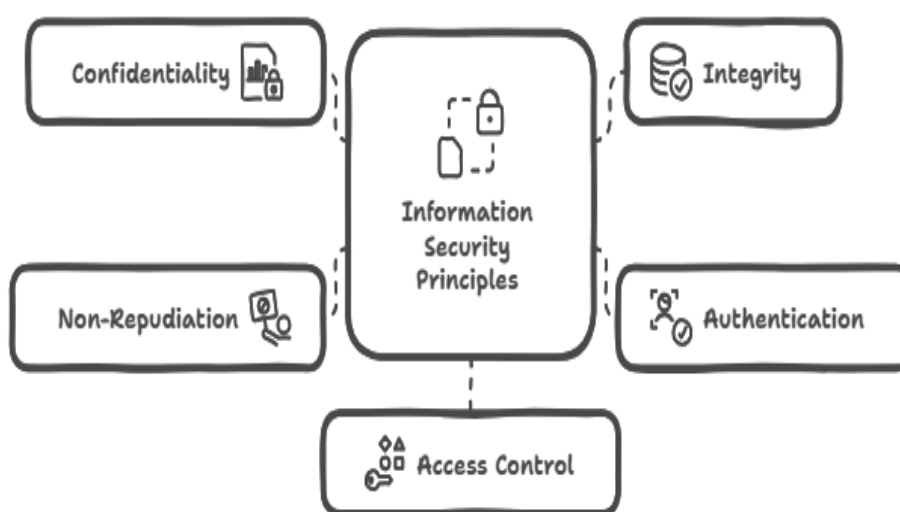 Confidentiality
Integrity
Information
Security
Principles
Non-Repudiation
Authentication
Access Control